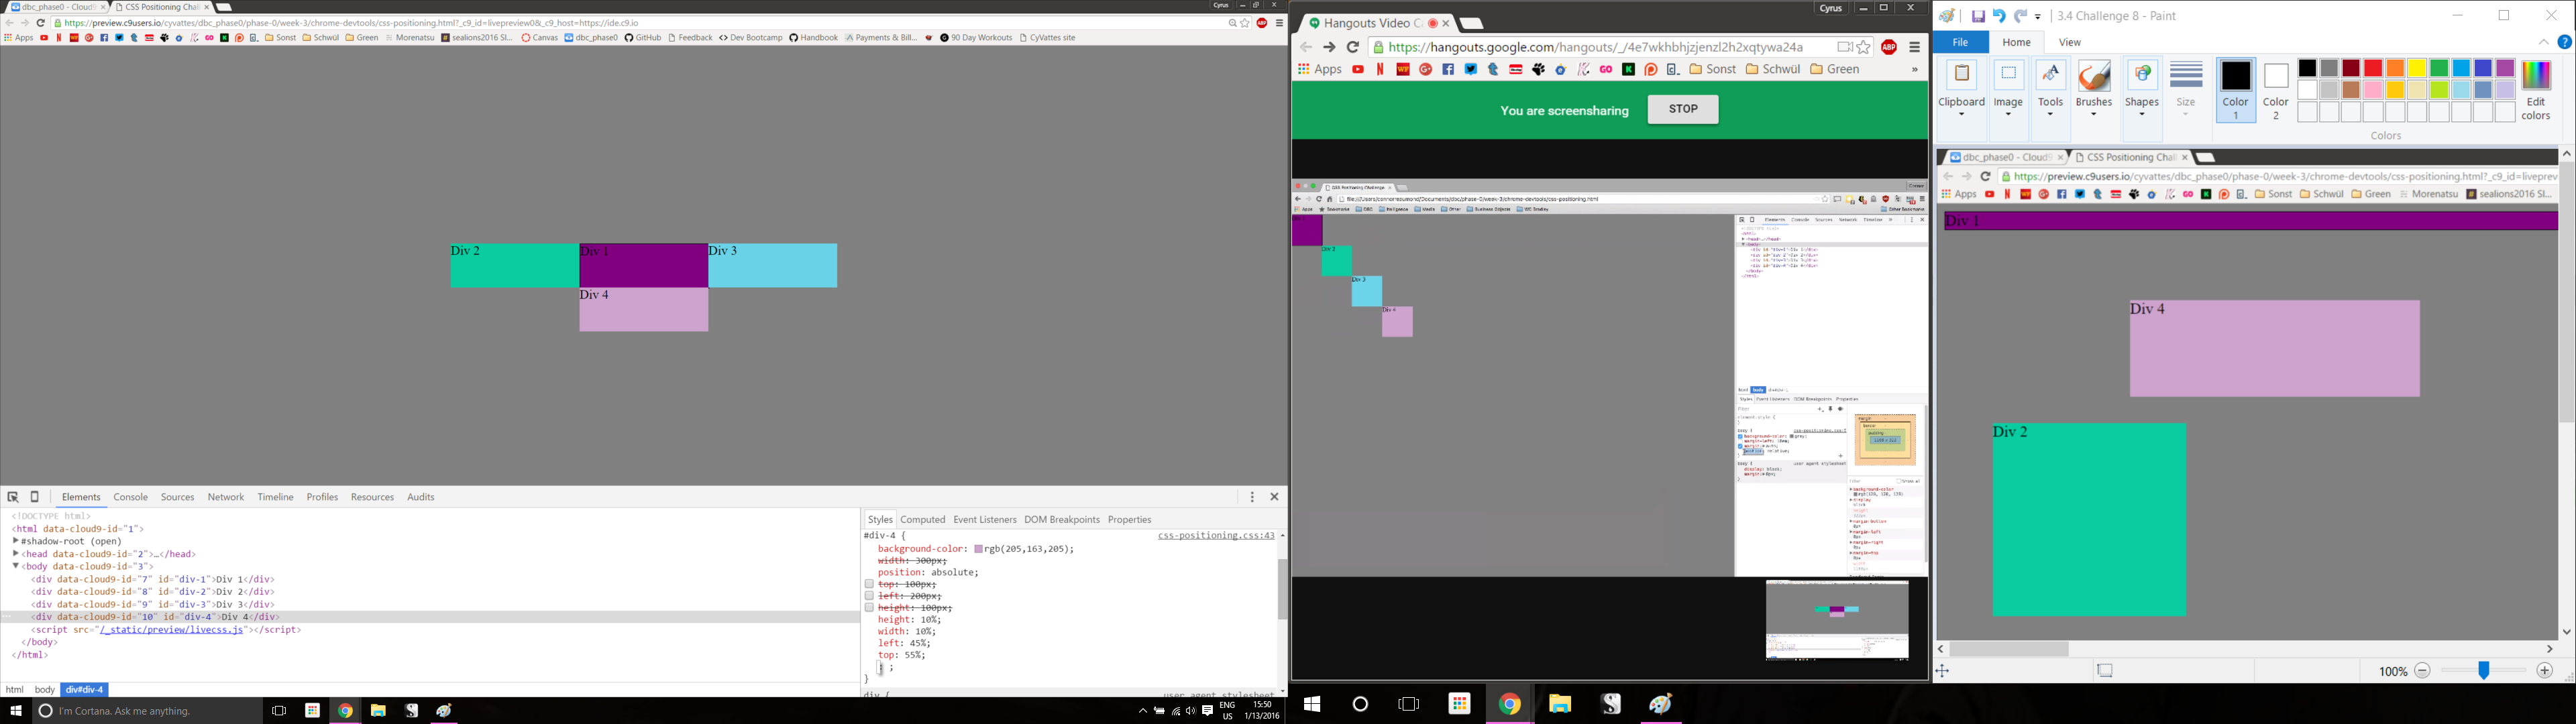 dbc_phase0 - Cloud9
CSS Positioning Chall
Cyrus
https://preview.c9users.io/cyvattes/dbc_phase0/phase-0/week-3/chrome-devtools/css-positioning.html?_c9_id=livepreview0&_c9_host=https://ide.c9.io
Apps
Sonst
Schwül
Green
Morenatsu
sealions2016 Sl...
Canvas
dbc_phase0
GitHub
Feedback
Dev Bootcamp
Handbook
Payments & Bill...
90 Day Workouts
CyVattes site
Div 2
Div 1
Div 3
Div 4
Elements
Console
Sources
Network
Timeline
Profiles
Resources
Audits
<!DOCTYPE html>
<html data-cloud9-id="1">
#shadow-root (open)
<head data-cloud9-id="2">…</head>
<body data-cloud9-id="3">
<div data-cloud9-id="7" id="div-1">Div 1</div>
<div data-cloud9-id="8" id="div-2">Div 2</div>
<div data-cloud9-id="9" id="div-3">Div 3</div>
<div data-cloud9-id="10" id="div-4">Div 4</div>
<script src="/_static/preview/livecss.js"></script>
</body>
</html>
html body div#div-4
Styles
Computed
Event Listeners
DOM Breakpoints
Properties
#div-4 {
css-positioning.css:43
background-color: rgb(205,163,205);
width: 300px;
position: absolute;
top: 100px;
left: 200px;
height: 100px;
height: 10%;
width: 10%;
left: 45%;
top: 55%;
: ;
}
div {
user agent stylesheet
I'm Cortana. Ask me anything.
ENG
US
15:50
1/13/2016
Hangouts Video C
Cyrus
https://hangouts.google.com/hangouts/_/4e7wkhbhjzjenzl2h2xqtywa24a
ABP
Apps
Sonst
Schwül
Green
»
You are screensharing
STOP
CSS Positioning Challenge
Div 2
Div 3
Div 4
3.4 Challenge 8 - Paint
File
Home
View
Clipboard
Image
Tools
Brushes
Shapes
Size
Color
1
Color
2
Edit
colors
Colors
dbc_phase0 - Cloud9
CSS Positioning Chall
https://preview.c9users.io/cyvattes/dbc_phase0/phase-0/week-3/chrome-devtools/css-positioning.html?_c9_id=liveprev
Apps
Sonst
Schwül
Green
Morenatsu
sealions2016 Sl...
Div 1
Div 4
Div 2
100%